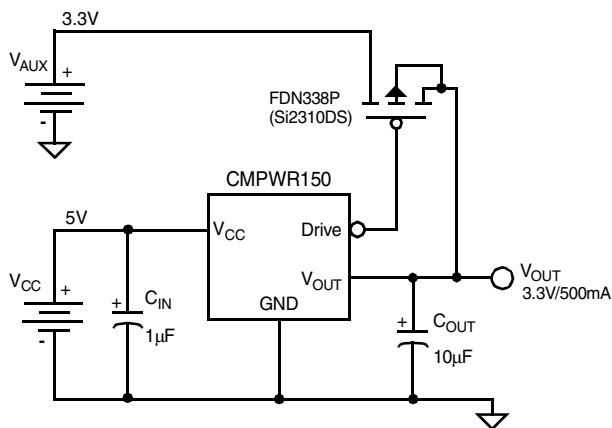 3.3V
VAUX
+
-
FDN338P
(Si2310DS)
CMPWR150
5V
VCC
Drive
VCC
+
-
+
CIN
1µF
VOUT
GND
VOUT
3.3V/500mA
+
COUT
10µF